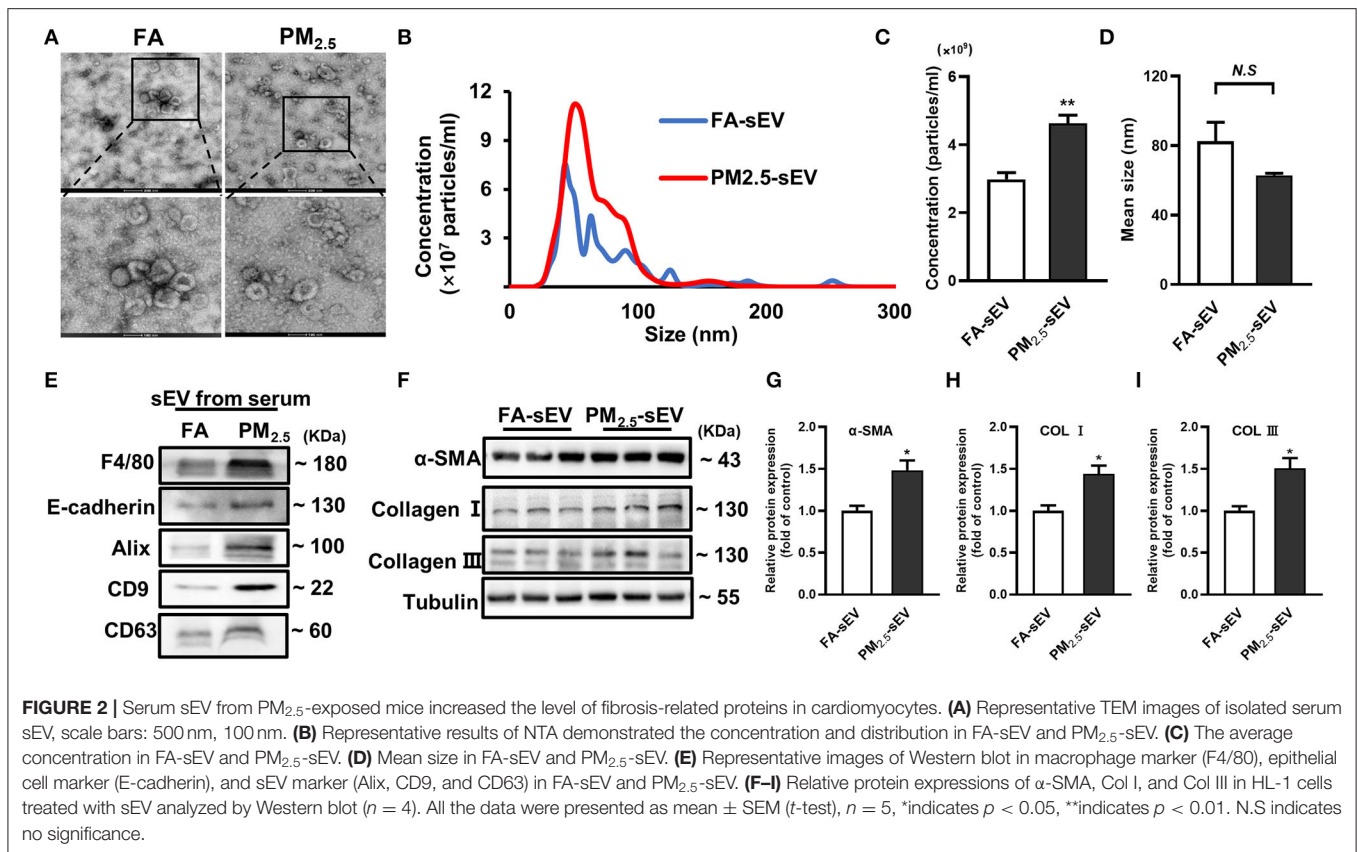 A
FA
PM2.5
B
Concentration
(×10⁷ particles/ml)
12
9
6
3
FA-sEV
PM2.5-sEV
0
100
200
300
Size (nm)
C
(×10⁹)
Concentration (particles/ml)
6
4
2
0
**
FA-sEV
PM2.5-sEV
D
Mean size (nm)
120
80
40
0
N.S
FA-sEV
PM2.5-sEV
E
sEV from serum
FA PM2.5 (KDa)
F4/80 ~ 180
E-cadherin ~ 130
Alix ~ 100
CD9 ~ 22
CD63 ~ 60
F
FA-sEV PM2.5-sEV (KDa)
α-SMA ~ 43
Collagen Ⅰ ~ 130
Collagen Ⅲ ~ 130
Tubulin ~ 55
G
α-SMA
Relative protein expression
(fold of control)
2.0
1.5
1.0
0.5
0.0
*
FA-sEV
PM2.5-sEV
H
COL Ⅰ
Relative protein expression
(fold of control)
2.0
1.5
1.0
0.5
0.0
*
FA-sEV
PM2.5-sEV
I
COL Ⅲ
Relative protein expression
(fold of control)
2.0
1.5
1.0
0.5
0.0
*
FA-sEV
PM2.5-sEV
FIGURE 2 | Serum sEV from PM2.5-exposed mice increased the level of fibrosis-related proteins in cardiomyocytes. (A) Representative TEM images of isolated serum
sEV, scale bars: 500 nm, 100 nm. (B) Representative results of NTA demonstrated the concentration and distribution in FA-sEV and PM2.5-sEV. (C) The average
concentration in FA-sEV and PM2.5-sEV. (D) Mean size in FA-sEV and PM2.5-sEV. (E) Representative images of Western blot in macrophage marker (F4/80), epithelial
cell marker (E-cadherin), and sEV marker (Alix, CD9, and CD63) in FA-sEV and PM2.5-sEV. (F–I) Relative protein expressions of α-SMA, Col I, and Col III in HL-1 cells
treated with sEV analyzed by Western blot (n = 4). All the data were presented as mean ± SEM (t-test), n = 5, *indicates p < 0.05, **indicates p < 0.01. N.S indicates
no significance.